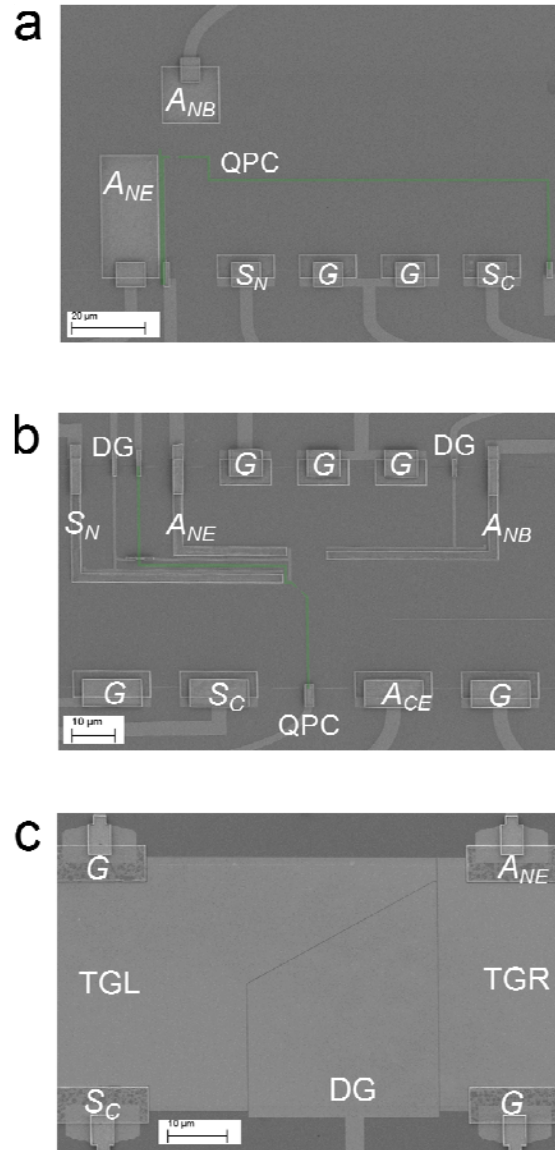 a
A_NB
QPC
A_NE
S_N G G S_C
20 µm
b
DG G G G DG
S_N A_NE A_NB
G S_C A_CE G
QPC
10 µm
c
G A_NE
TGL TGR
S_C DG G
10 µm